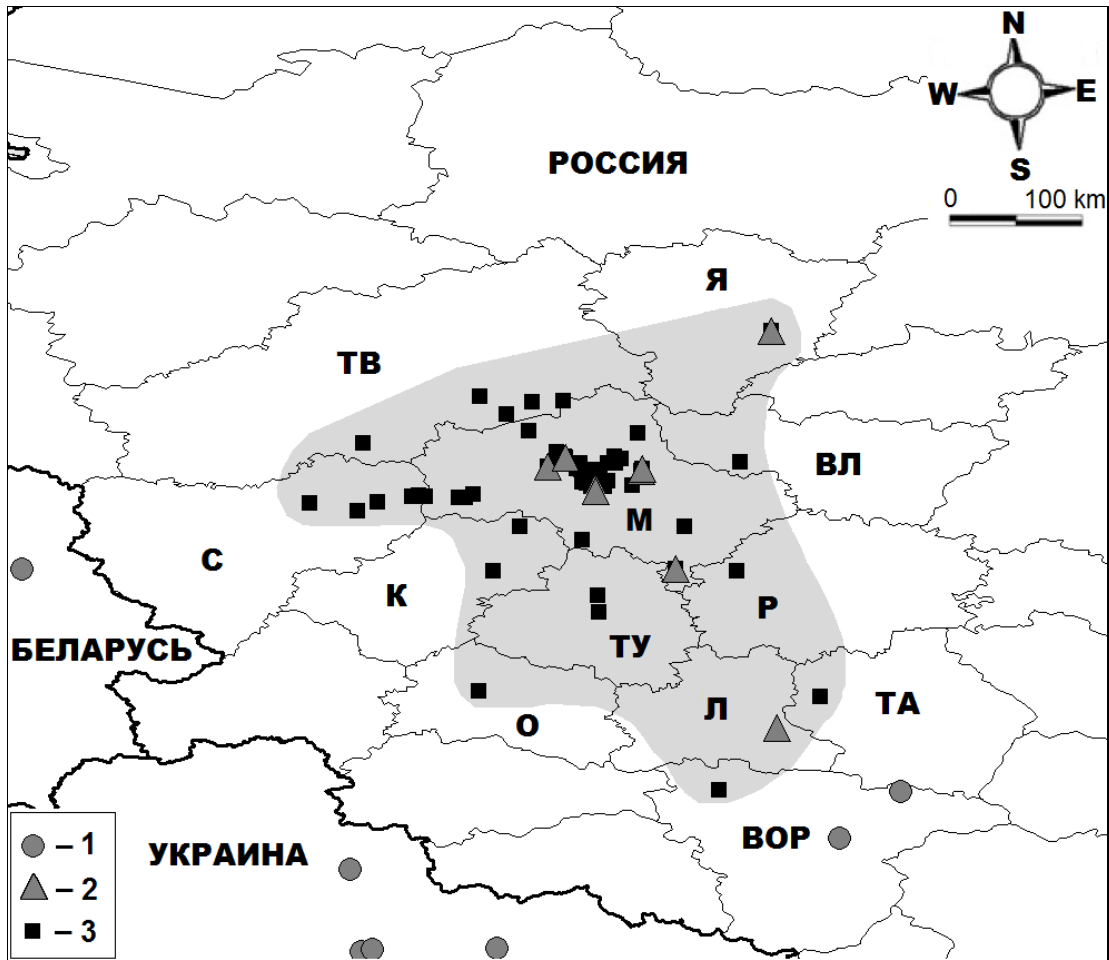 N
W E
S
0 100 km
РОССИЯ
Я
ТВ
ВЛ
М
С
К
Р
БЕЛАРУСЬ
ТУ
Л
ТА
О
ВОР
УКРАИНА
– 1
– 2
– 3